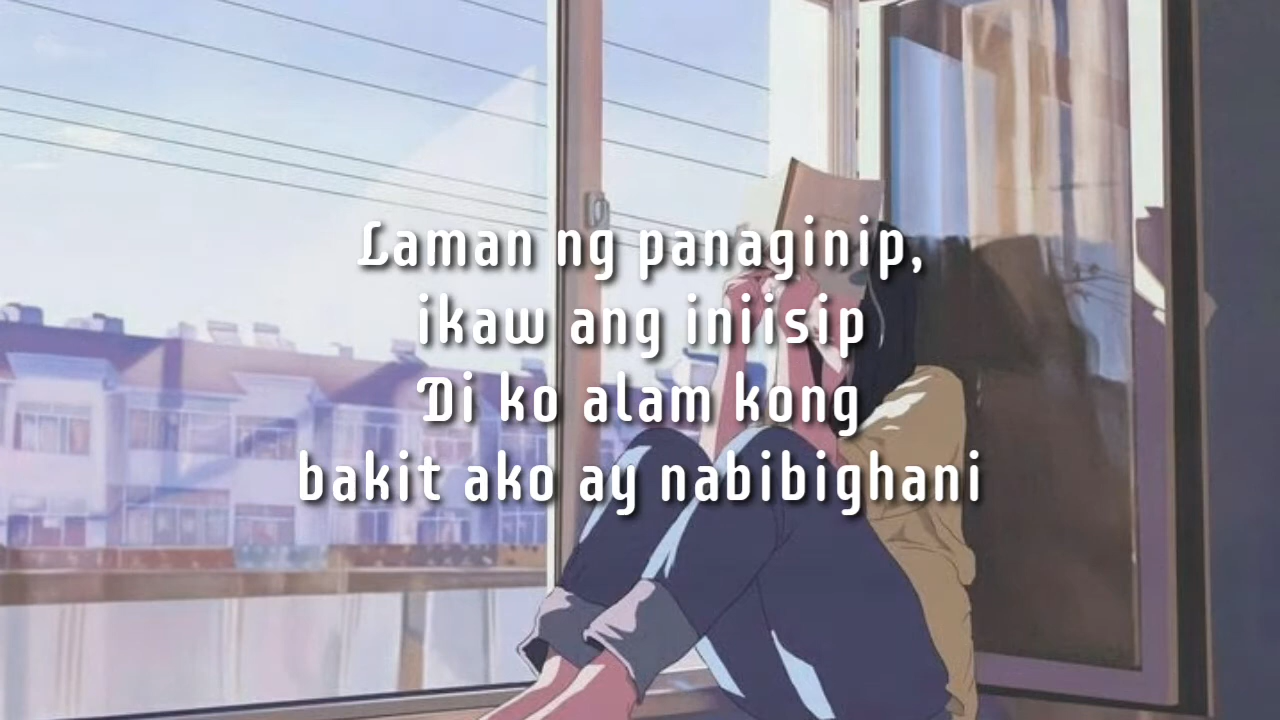 Laman ng panaginip,
ikaw ang iniisip
Di ko alam kong
bakit ako ay nabibighani